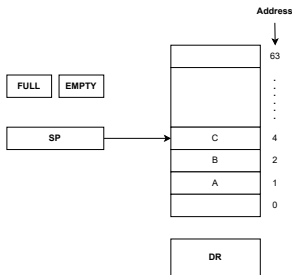 Address
63
.
.
.
.
.
.
FULL EMPTY
SP C 4
B 2
A 1
0
DR